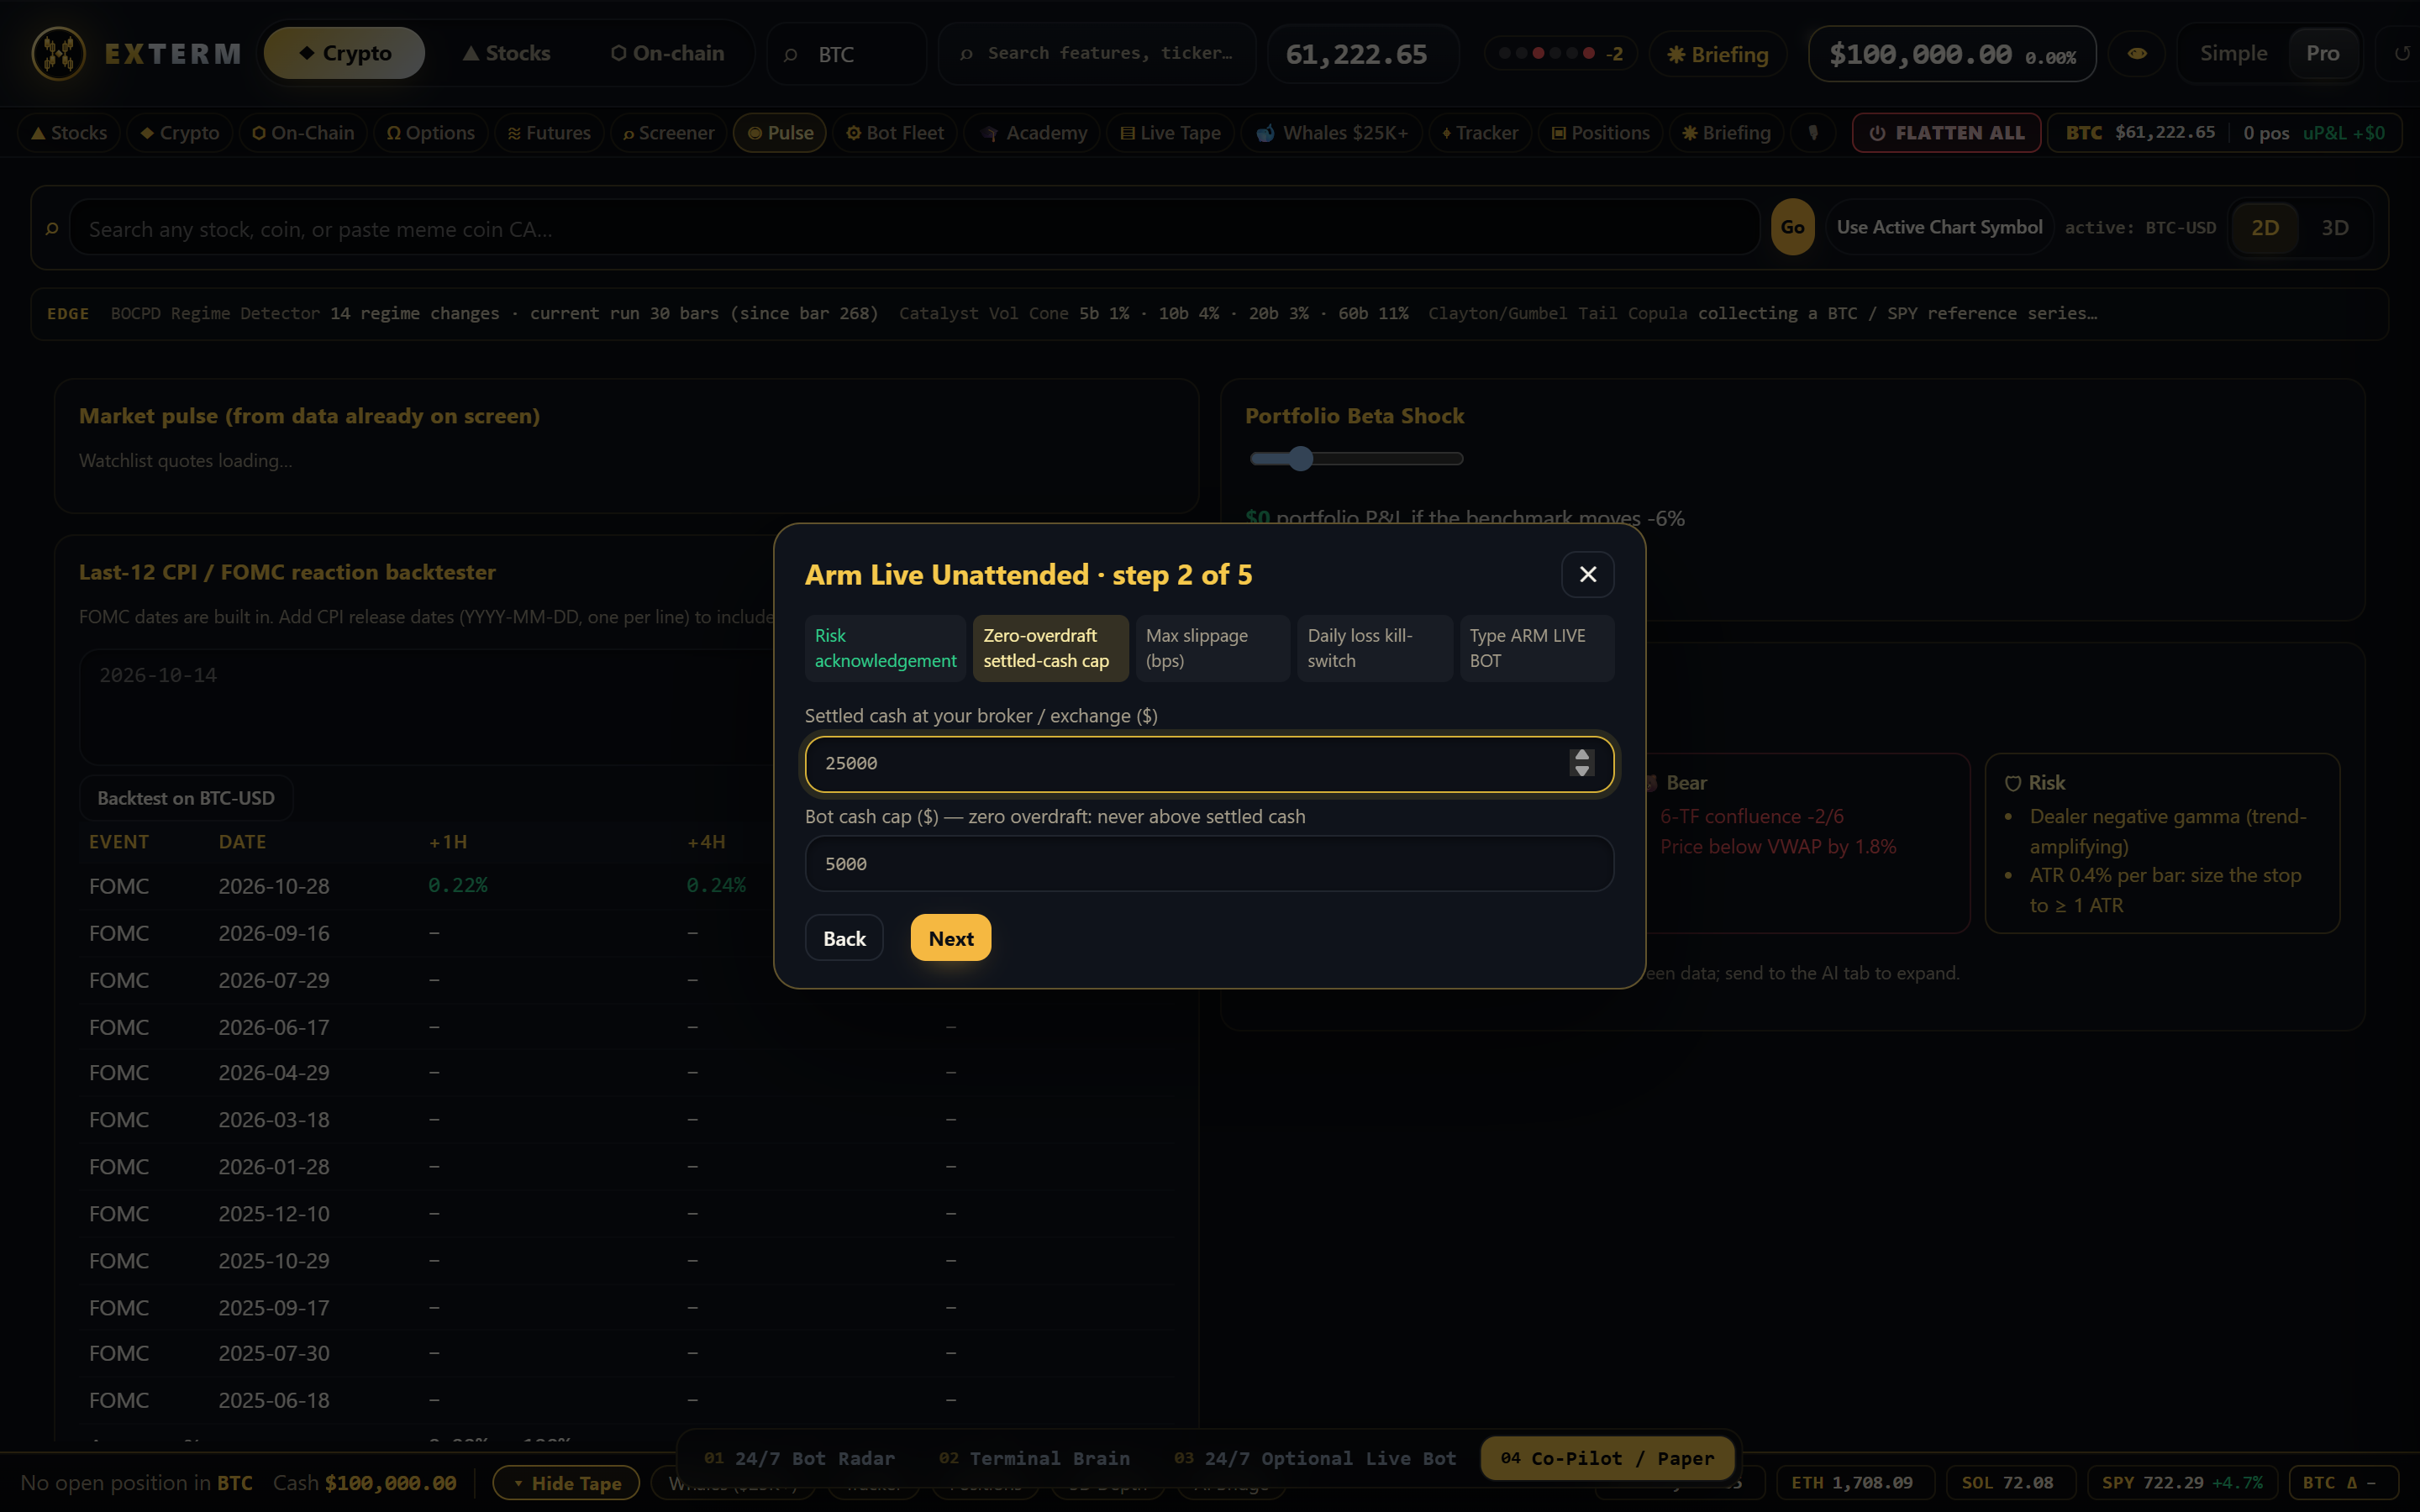 EXTERM
Crypto
Stocks
On-chain
BTC
Search features, ticker…
61,222.65
-2
Briefing
$100,000.00 0.00%
Simple
Pro
Stocks
Crypto
On-Chain
Options
Futures
Screener
Pulse
Bot Fleet
Academy
Live Tape
Whales $25K+
Tracker
Positions
Briefing
FLATTEN ALL
BTC $61,222.65 0 pos uP&L +$0
Search any stock, coin, or paste meme coin CA…
Go
Use Active Chart Symbol
active: BTC-USD
2D
3D
EDGE BOCPD Regime Detector 14 regime changes · current run 30 bars (since bar 268) Catalyst Vol Cone 5b 1% · 10b 4% · 20b 3% · 60b 11% Clayton/Gumbel Tail Copula collecting a BTC / SPY reference series…
Market pulse (from data already on screen)
Watchlist quotes loading…
Portfolio Beta Shock
$0 portfolio P&L if the benchmark moves -6%
Last-12 CPI / FOMC reaction backtester
FOMC dates are built in. Add CPI release dates (YYYY-MM-DD, one per line) to include
2026-10-14
Backtest on BTC-USD
EVENT DATE +1H +4H
FOMC 2026-10-28 0.22% 0.24%
FOMC 2026-09-16 – –
FOMC 2026-07-29 – –
FOMC 2026-06-17 – – –
FOMC 2026-04-29 – – –
FOMC 2026-03-18 – – –
FOMC 2026-01-28 – – –
FOMC 2025-12-10 – – –
FOMC 2025-10-29 – – –
FOMC 2025-09-17 – – –
FOMC 2025-07-30 – – –
FOMC 2025-06-18 – – –
Arm Live Unattended · step 2 of 5
Risk acknowledgement
Zero-overdraft settled-cash cap
Max slippage (bps)
Daily loss kill-switch
Type ARM LIVE BOT
Settled cash at your broker / exchange ($)
25000
Bot cash cap ($) — zero overdraft: never above settled cash
5000
Back
Next
Bear
6-TF confluence -2/6
Price below VWAP by 1.8%
Risk
Dealer negative gamma (trend-
amplifying)
ATR 0.4% per bar: size the stop
to ≥ 1 ATR
een data; send to the AI tab to expand.
01 24/7 Bot Radar
02 Terminal Brain
03 24/7 Optional Live Bot
04 Co-Pilot / Paper
No open position in BTC Cash $100,000.00
Hide Tape
ETH 1,708.09
SOL 72.08
SPY 722.29 +4.7%
BTC Δ –